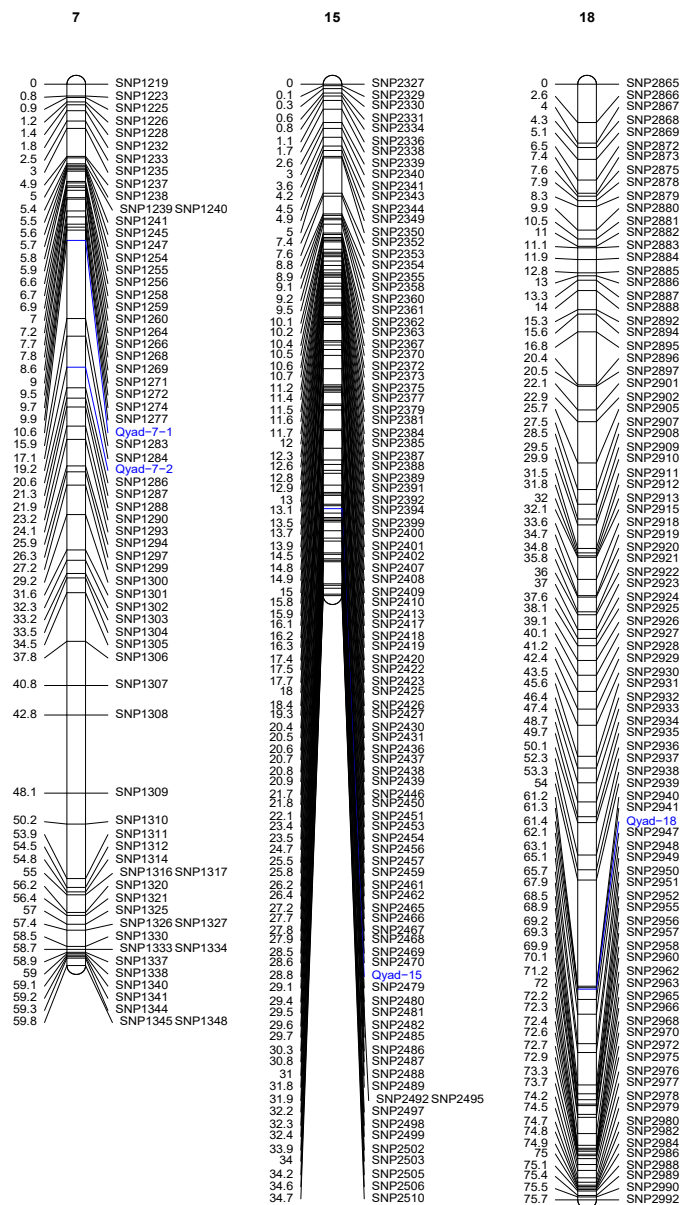 7
0 SNP1219
0.8 SNP1223
0.9 SNP1225
1.2 SNP1226
1.4 SNP1228
1.8 SNP1232
2.5 SNP1233
3 SNP1235
4.9 SNP1237
5 SNP1238
5.4 SNP1239 SNP1240
5.5 SNP1241
5.6 SNP1245
5.7 SNP1247
5.8 SNP1254
5.9 SNP1255
6.6 SNP1256
6.7 SNP1258
6.9 SNP1259
7 SNP1260
7.2 SNP1264
7.7 SNP1266
7.8 SNP1268
8.6 SNP1269
9 SNP1271
9.5 SNP1272
9.7 SNP1274
9.9 SNP1277
10.6 Qyad-7-1
15.9 SNP1283
17.1 SNP1284
19.2 Qyad-7-2
20.6 SNP1286
21.3 SNP1287
21.9 SNP1288
23.2 SNP1290
24.1 SNP1293
25.9 SNP1294
26.3 SNP1297
27.2 SNP1299
29.2 SNP1300
31.6 SNP1301
32.3 SNP1302
33.2 SNP1303
33.5 SNP1304
34.5 SNP1305
37.8 SNP1306
40.8 SNP1307
42.8 SNP1308
48.1 SNP1309
50.2 SNP1310
53.9 SNP1311
54.5 SNP1312
54.8 SNP1314
55 SNP1316 SNP1317
56.2 SNP1320
56.4 SNP1321
57 SNP1325
57.4 SNP1326 SNP1327
58.5 SNP1330
58.7 SNP1333 SNP1334
58.9 SNP1337
59 SNP1338
59.1 SNP1340
59.2 SNP1341
59.3 SNP1344
59.8 SNP1345 SNP1348
15
0 SNP2327
0.1 SNP2329
0.3 SNP2330
0.6 SNP2331
0.8 SNP2334
1.1 SNP2336
1.7 SNP2338
2.6 SNP2339
3 SNP2340
3.6 SNP2341
4.2 SNP2343
4.5 SNP2344
4.9 SNP2349
5 SNP2350
7.4 SNP2352
7.6 SNP2353
8.8 SNP2354
8.9 SNP2355
9.1 SNP2358
9.2 SNP2360
9.5 SNP2361
10.1 SNP2362
10.2 SNP2363
10.4 SNP2367
10.5 SNP2370
10.6 SNP2372
10.7 SNP2373
11.2 SNP2375
11.4 SNP2377
11.5 SNP2379
11.6 SNP2381
11.7 SNP2384
12 SNP2385
12.3 SNP2387
12.6 SNP2388
12.8 SNP2389
12.9 SNP2391
13 SNP2392
13.1 SNP2394
13.5 SNP2399
13.7 SNP2400
13.9 SNP2401
14.5 SNP2402
14.8 SNP2407
14.9 SNP2408
15 SNP2409
15.8 SNP2410
15.9 SNP2413
16.1 SNP2417
16.2 SNP2418
16.3 SNP2419
17.4 SNP2420
17.5 SNP2422
17.7 SNP2423
18 SNP2425
18.4 SNP2426
19.3 SNP2427
20.4 SNP2430
20.5 SNP2431
20.6 SNP2436
20.7 SNP2437
20.8 SNP2438
20.9 SNP2439
21.7 SNP2446
21.8 SNP2450
22.1 SNP2451
23.4 SNP2453
23.5 SNP2454
24.7 SNP2456
25.5 SNP2457
25.8 SNP2459
26.2 SNP2461
26.4 SNP2462
27.2 SNP2465
27.7 SNP2466
27.8 SNP2467
27.9 SNP2468
28.5 SNP2469
28.6 SNP2470
28.8 Qyad-15
29.1 SNP2479
29.4 SNP2480
29.5 SNP2481
29.6 SNP2482
29.7 SNP2485
30.3 SNP2486
30.8 SNP2487
31 SNP2488
31.8 SNP2489
31.9 SNP2492 SNP2495
32.2 SNP2497
32.3 SNP2498
32.4 SNP2499
33.9 SNP2502
34 SNP2503
34.2 SNP2505
34.6 SNP2506
34.7 SNP2510
18
0 SNP2865
2.6 SNP2866
4 SNP2867
4.3 SNP2868
5.1 SNP2869
6.5 SNP2872
7.4 SNP2873
7.6 SNP2875
7.9 SNP2878
8.3 SNP2879
9.9 SNP2880
10.5 SNP2881
11 SNP2882
11.1 SNP2883
11.9 SNP2884
12.8 SNP2885
13 SNP2886
13.3 SNP2887
14 SNP2888
15.3 SNP2892
15.6 SNP2894
16.8 SNP2895
20.4 SNP2896
20.5 SNP2897
22.1 SNP2901
22.9 SNP2902
25.7 SNP2905
27.5 SNP2907
28.5 SNP2908
29.5 SNP2909
29.9 SNP2910
31.5 SNP2911
31.8 SNP2912
32 SNP2913
32.1 SNP2915
33.6 SNP2918
34.7 SNP2919
34.8 SNP2920
35.8 SNP2921
36 SNP2922
37 SNP2923
37.6 SNP2924
38.1 SNP2925
39.1 SNP2926
40.1 SNP2927
41.2 SNP2928
42.4 SNP2929
43.5 SNP2930
45.6 SNP2931
46.4 SNP2932
47.4 SNP2933
48.7 SNP2934
49.7 SNP2935
50.1 SNP2936
52.3 SNP2937
53.3 SNP2938
54 SNP2939
61.2 SNP2940
61.3 SNP2941
61.4 Qyad-18
62.1 SNP2947
63.1 SNP2948
65.1 SNP2949
65.7 SNP2950
67.9 SNP2951
68.5 SNP2952
68.9 SNP2955
69.2 SNP2956
69.3 SNP2957
69.9 SNP2958
70.1 SNP2960
71.2 SNP2962
72 SNP2963
72.2 SNP2965
72.3 SNP2966
72.4 SNP2968
72.6 SNP2970
72.7 SNP2972
72.9 SNP2975
73.3 SNP2976
73.7 SNP2977
74.2 SNP2978
74.5 SNP2979
74.7 SNP2980
74.8 SNP2982
74.9 SNP2984
75 SNP2986
75.1 SNP2988
75.4 SNP2989
75.5 SNP2990
75.7 SNP2992